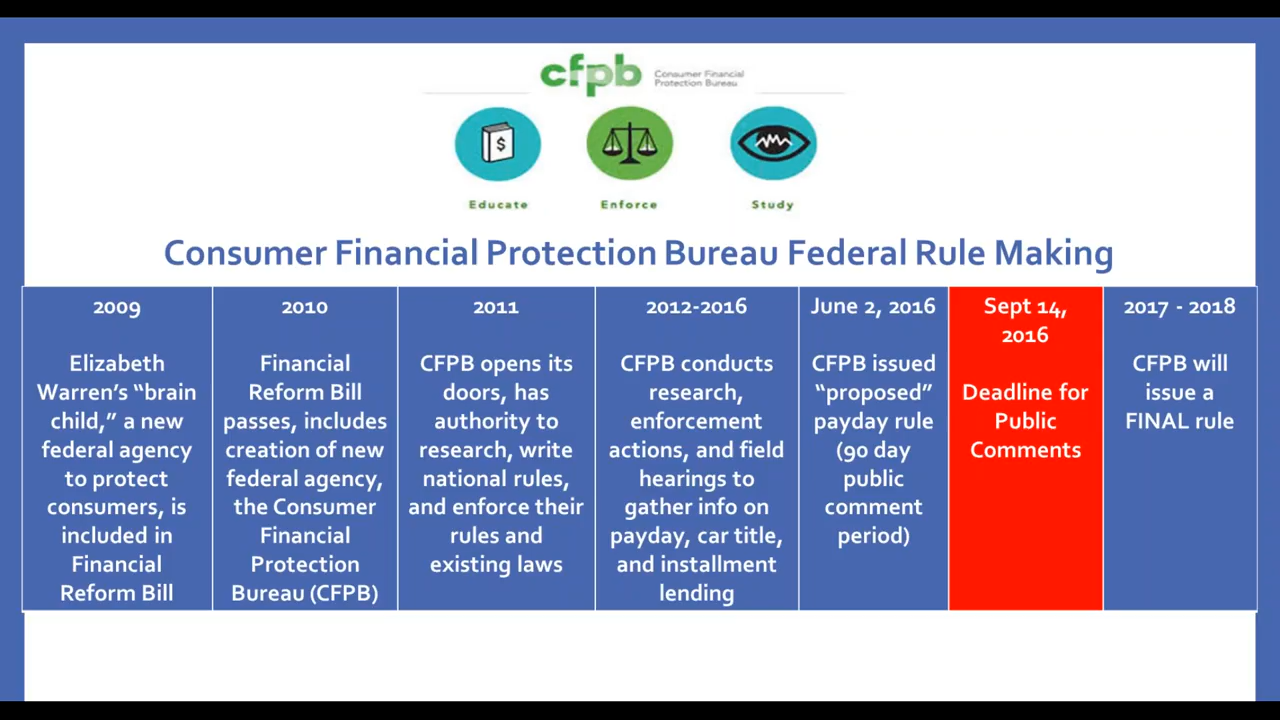 cfpb
Consumer Financial
Protection Bureau
$
Educate
Enforce
Study
Consumer Financial Protection Bureau Federal Rule Making
2009
Elizabeth
Warren’s “brain
child,” a new
federal agency
to protect
consumers, is
included in
Financial
Reform Bill
2010
Financial
Reform Bill
passes, includes
creation of new
federal agency,
the Consumer
Financial
Protection
Bureau (CFPB)
2011
CFPB opens its
doors, has
authority to
research, write
national rules,
and enforce their
rules and
existing laws
2012-2016
CFPB conducts
research,
enforcement
actions, and field
hearings to
gather info on
payday, car title,
and installment
lending
June 2, 2016
CFPB issued
“proposed”
payday rule
(90 day
public
comment
period)
Sept 14,
2016
Deadline for
Public
Comments
2017 - 2018
CFPB will
issue a
FINAL rule